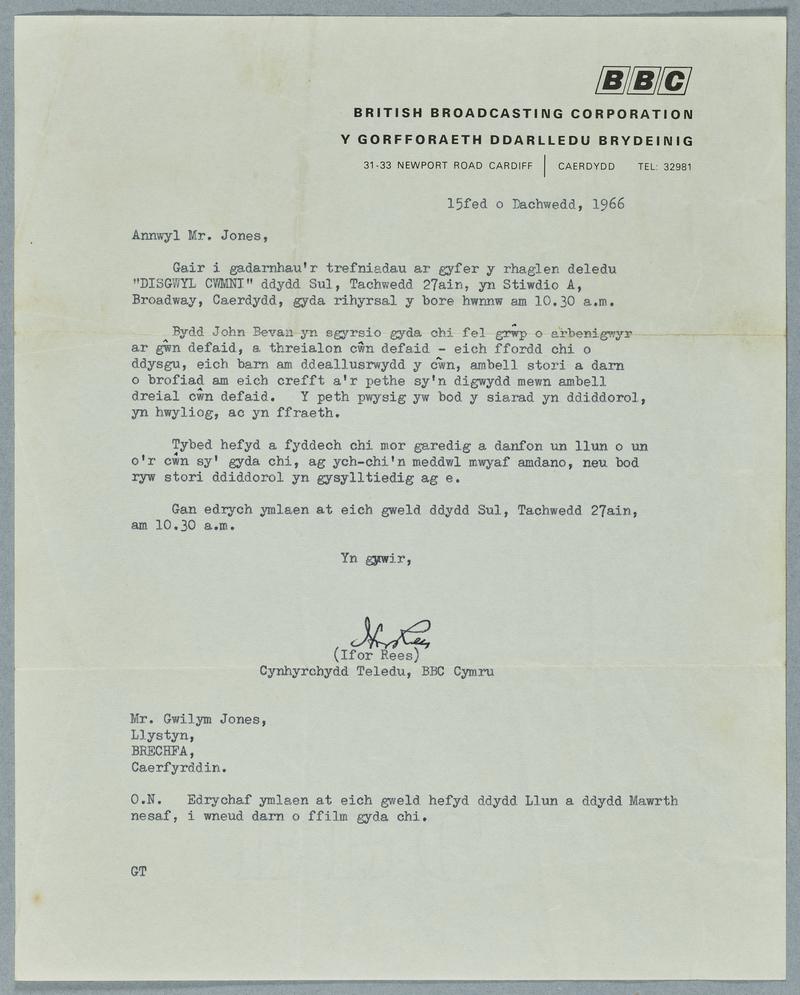 BBC
BRITISH BROADCASTING CORPORATION
Y GORFFORAETH DDARLLEDU BRYDEINIG
31-33 NEWPORT ROAD CARDIFF | CAERDYDD TEL: 32981
15fed o Dachwedd, 1966
Annwyl Mr. Jones,
Gair i gadarnhau'r trefniadau ar gyfer y rhaglen deledu
"DISGWYL CWMNI" ddydd Sul, Tachwedd 27ain, yn Stiwdio A,
Broadway, Caerdydd, gyda rihyrsal y bore hwnnw am 10.30 a.m.
Bydd John Bevan yn sgyrsio gyda chi fel grŵp o arbenigwyr
ar gŵn defaid, a threialon cŵn defaid - eich ffordd chi o
ddysgu, eich barn am ddeallusrwydd y cŵn, ambell stori a darn
o brofiad am eich crefft a'r pethe sy'n digwydd mewn ambell
dreial cŵn defaid. Y peth pwysig yw bod y siarad yn ddiddorol,
yn hwyliog, ac yn ffraeth.
Tybed hefyd a fyddech chi mor garedig a danfon un llun o un
o'r cŵn sy' gyda chi, ag ych-chi'n meddwl mwyaf amdano, neu bod
ryw stori ddiddorol yn gysylltiedig ag e.
Gan edrych ymlaen at eich gweld ddydd Sul, Tachwedd 27ain,
am 10.30 a.m.
Yn gywir,
Ifor Rees
(Ifor Rees)
Cynhyrchydd Teledu, BBC Cymru
Mr. Gwilym Jones,
Llystyn,
BRECHFA,
Caerfyrddin.
O.N. Edrychaf ymlaen at eich gweld hefyd ddydd Llun a ddydd Mawrth
nesaf, i wneud darn o ffilm gyda chi.
GT